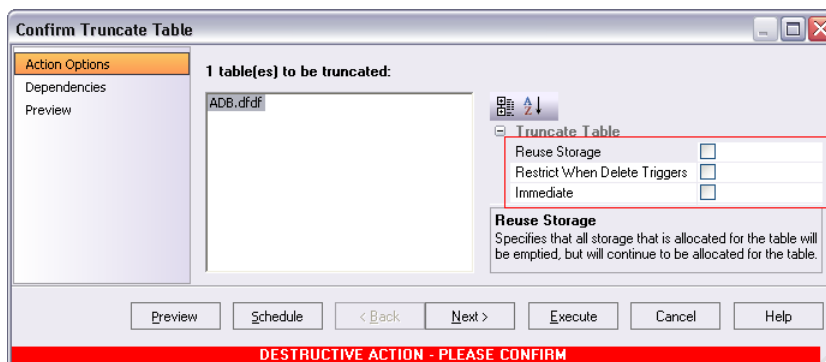 Confirm Truncate Table
Action Options
Dependencies
Preview
1 table(es) to be truncated:
ADB.dfdf
Truncate Table
Reuse Storage
Restrict When Delete Triggers
Immediate
Reuse Storage
Specifies that all storage that is allocated for the table will
be emptied, but will continue to be allocated for the table.
Preview
Schedule
< Back
Next >
Execute
Cancel
Help
DESTRUCTIVE ACTION - PLEASE CONFIRM